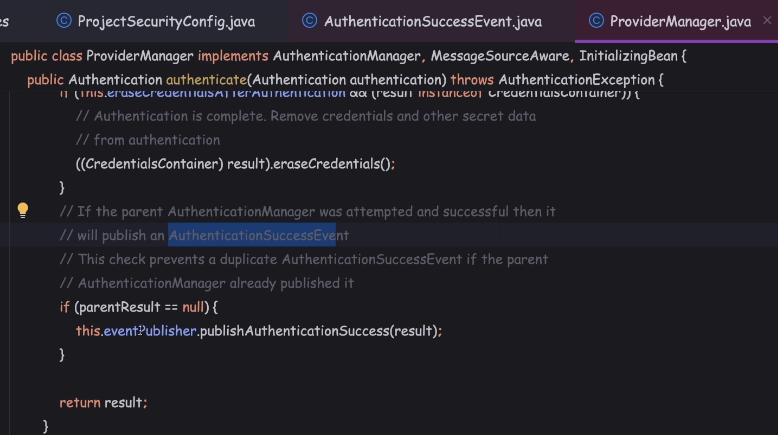 es
ProjectSecurityConfig.java
AuthenticationSuccessEvent.java
ProviderManager.java
public class ProviderManager implements AuthenticationManager, MessageSourceAware, InitializingBean {
public Authentication authenticate(Authentication authentication) throws AuthenticationException {
if (this.eraseCredentialsAfterAuthentication && (result instanceof CredentialsContainer)) {
// Authentication is complete. Remove credentials and other secret data
// from authentication
((CredentialsContainer) result).eraseCredentials();
}
// If the parent AuthenticationManager was attempted and successful then it
// will publish an AuthenticationSuccessEvent
// This check prevents a duplicate AuthenticationSuccessEvent if the parent
// AuthenticationManager already published it
if (parentResult == null) {
this.eventPublisher.publishAuthenticationSuccess(result);
}
return result;
}